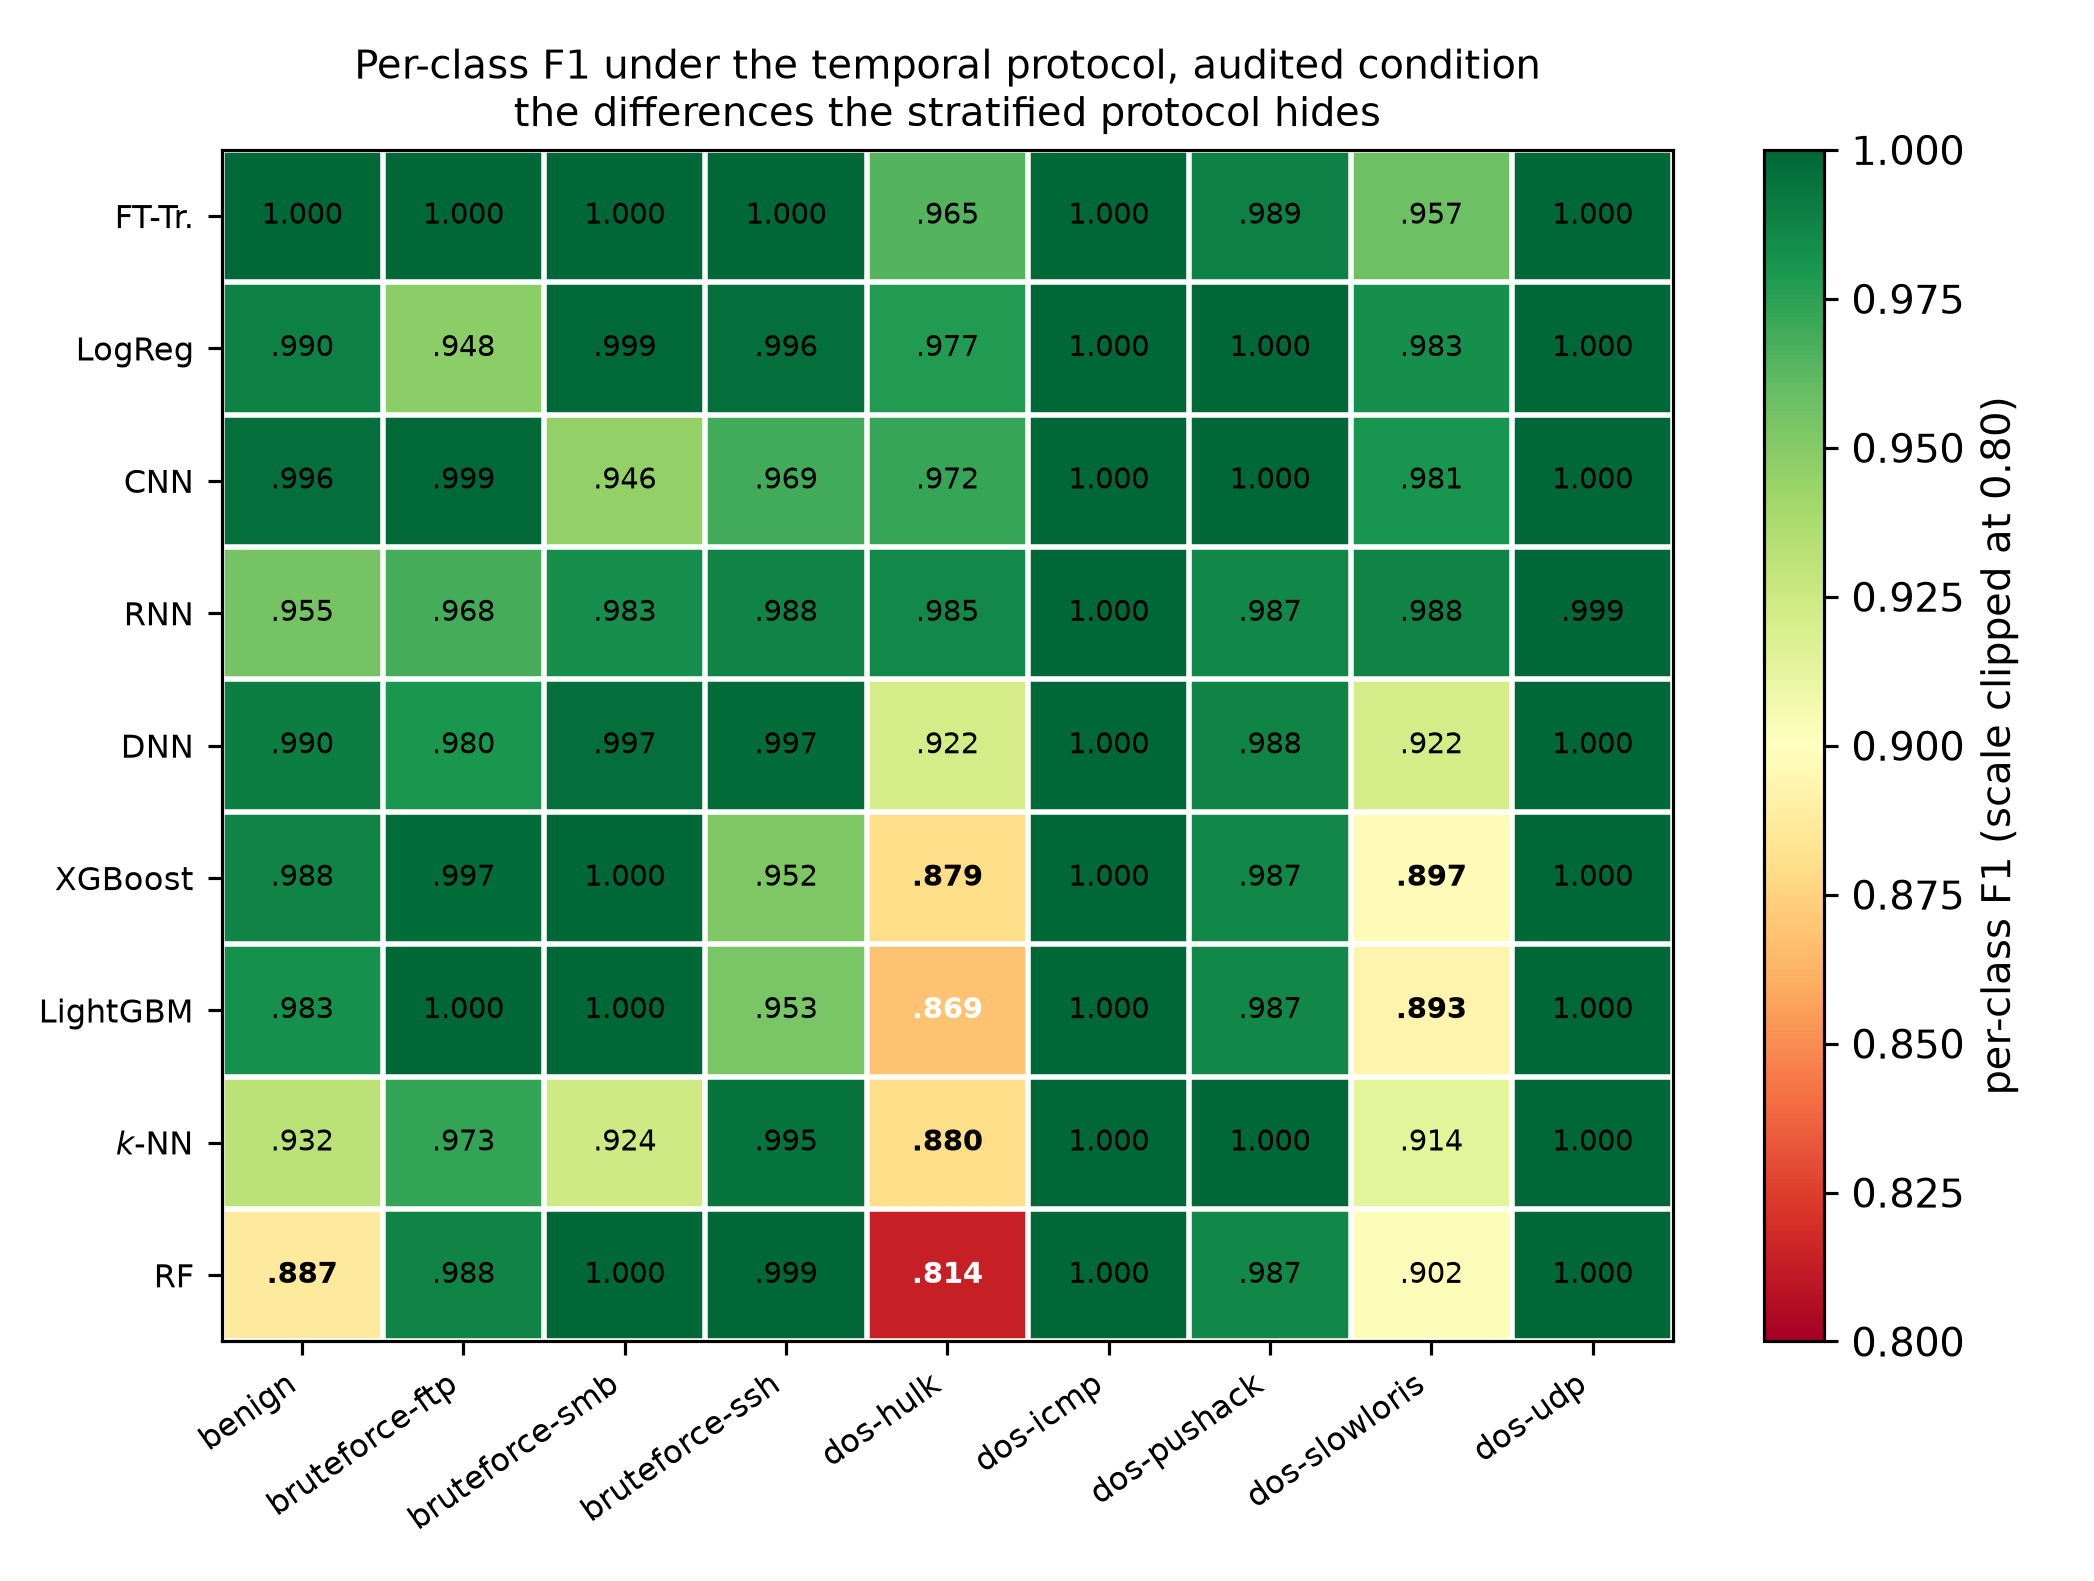 Per-class F1 under the temporal protocol, audited condition
the differences the stratified protocol hides
FT-Tr. 1.000 1.000 1.000 1.000 .965 1.000 .989 .957 1.000
LogReg .990 .948 .999 .996 .977 1.000 1.000 .983 1.000
CNN .996 .999 .946 .969 .972 1.000 1.000 .981 1.000
RNN .955 .968 .983 .988 .985 1.000 .987 .988 .999
DNN .990 .980 .997 .997 .922 1.000 .988 .922 1.000
XGBoost .988 .997 1.000 .952 .879 1.000 .987 .897 1.000
LightGBM .983 1.000 1.000 .953 .869 1.000 .987 .893 1.000
k-NN .932 .973 .924 .995 .880 1.000 1.000 .914 1.000
RF .887 .988 1.000 .999 .814 1.000 .987 .902 1.000
benign bruteforce-ftp bruteforce-smb bruteforce-ssh dos-hulk dos-icmp dos-pushack dos-slowloris dos-udp
1.000
0.975
0.950
0.925
0.900
0.875
0.850
0.825
0.800
per-class F1 (scale clipped at 0.80)